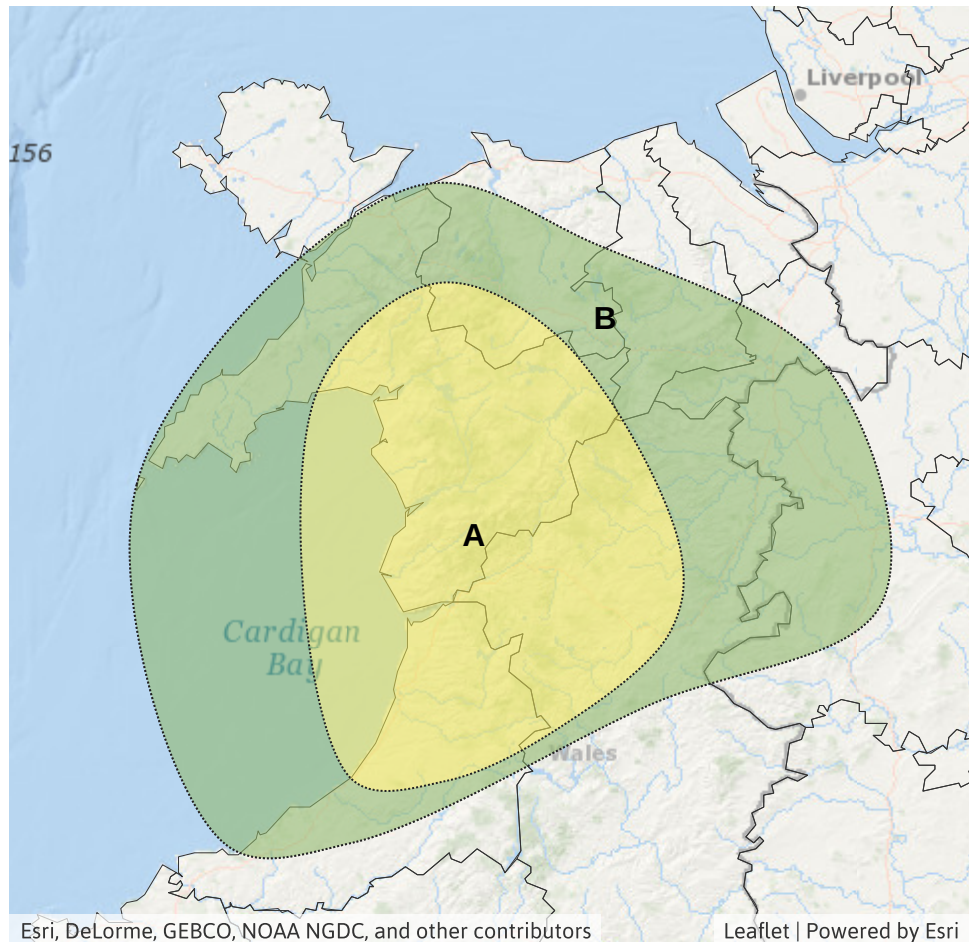 Liverpool
156
B
A
Cardigan
Bay
Wales
Esri, DeLorme, GEBCO, NOAA NGDC, and other contributors
Leaflet | Powered by Esri